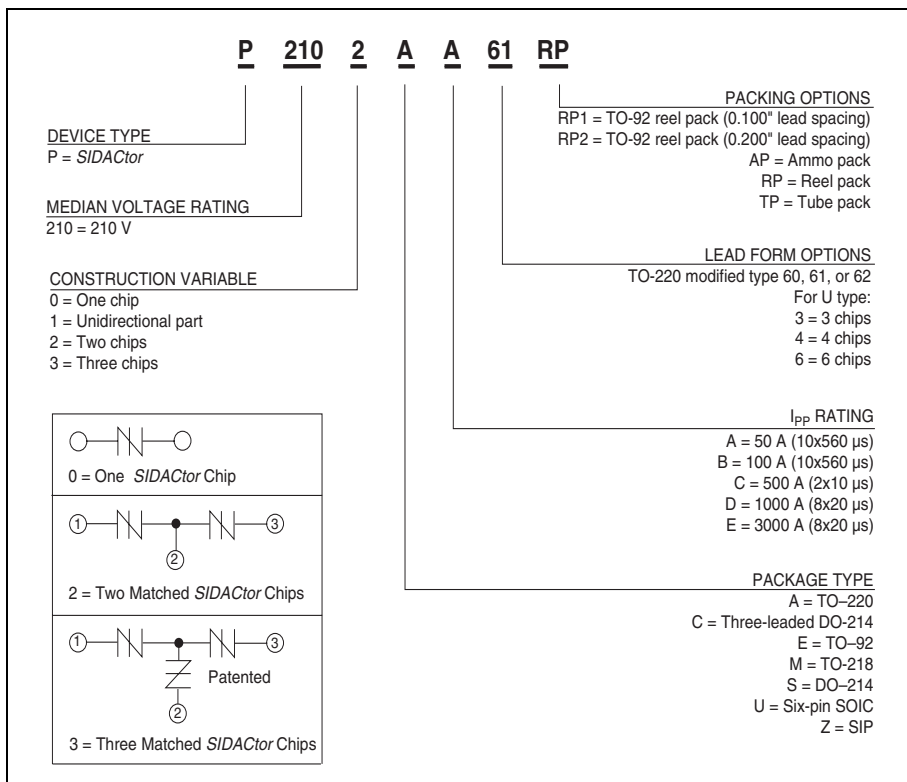 P 210 2 A A 61 RP
DEVICE TYPE
P = SIDACtor
MEDIAN VOLTAGE RATING
210 = 210 V
CONSTRUCTION VARIABLE
0 = One chip
1 = Unidirectional part
2 = Two chips
3 = Three chips
PACKING OPTIONS
RP1 = TO-92 reel pack (0.100" lead spacing)
RP2 = TO-92 reel pack (0.200" lead spacing)
AP = Ammo pack
RP = Reel pack
TP = Tube pack
LEAD FORM OPTIONS
TO-220 modified type 60, 61, or 62
For U type:
3 = 3 chips
4 = 4 chips
6 = 6 chips
IPP RATING
A = 50 A (10x560 µs)
B = 100 A (10x560 µs)
C = 500 A (2x10 µs)
D = 1000 A (8x20 µs)
E = 3000 A (8x20 µs)
PACKAGE TYPE
A = TO–220
C = Three-leaded DO-214
E = TO–92
M = TO-218
S = DO–214
U = Six-pin SOIC
Z = SIP
0 = One SIDACtor Chip
1 3
2
2 = Two Matched SIDACtor Chips
1 3
Patented
2
3 = Three Matched SIDACtor Chips